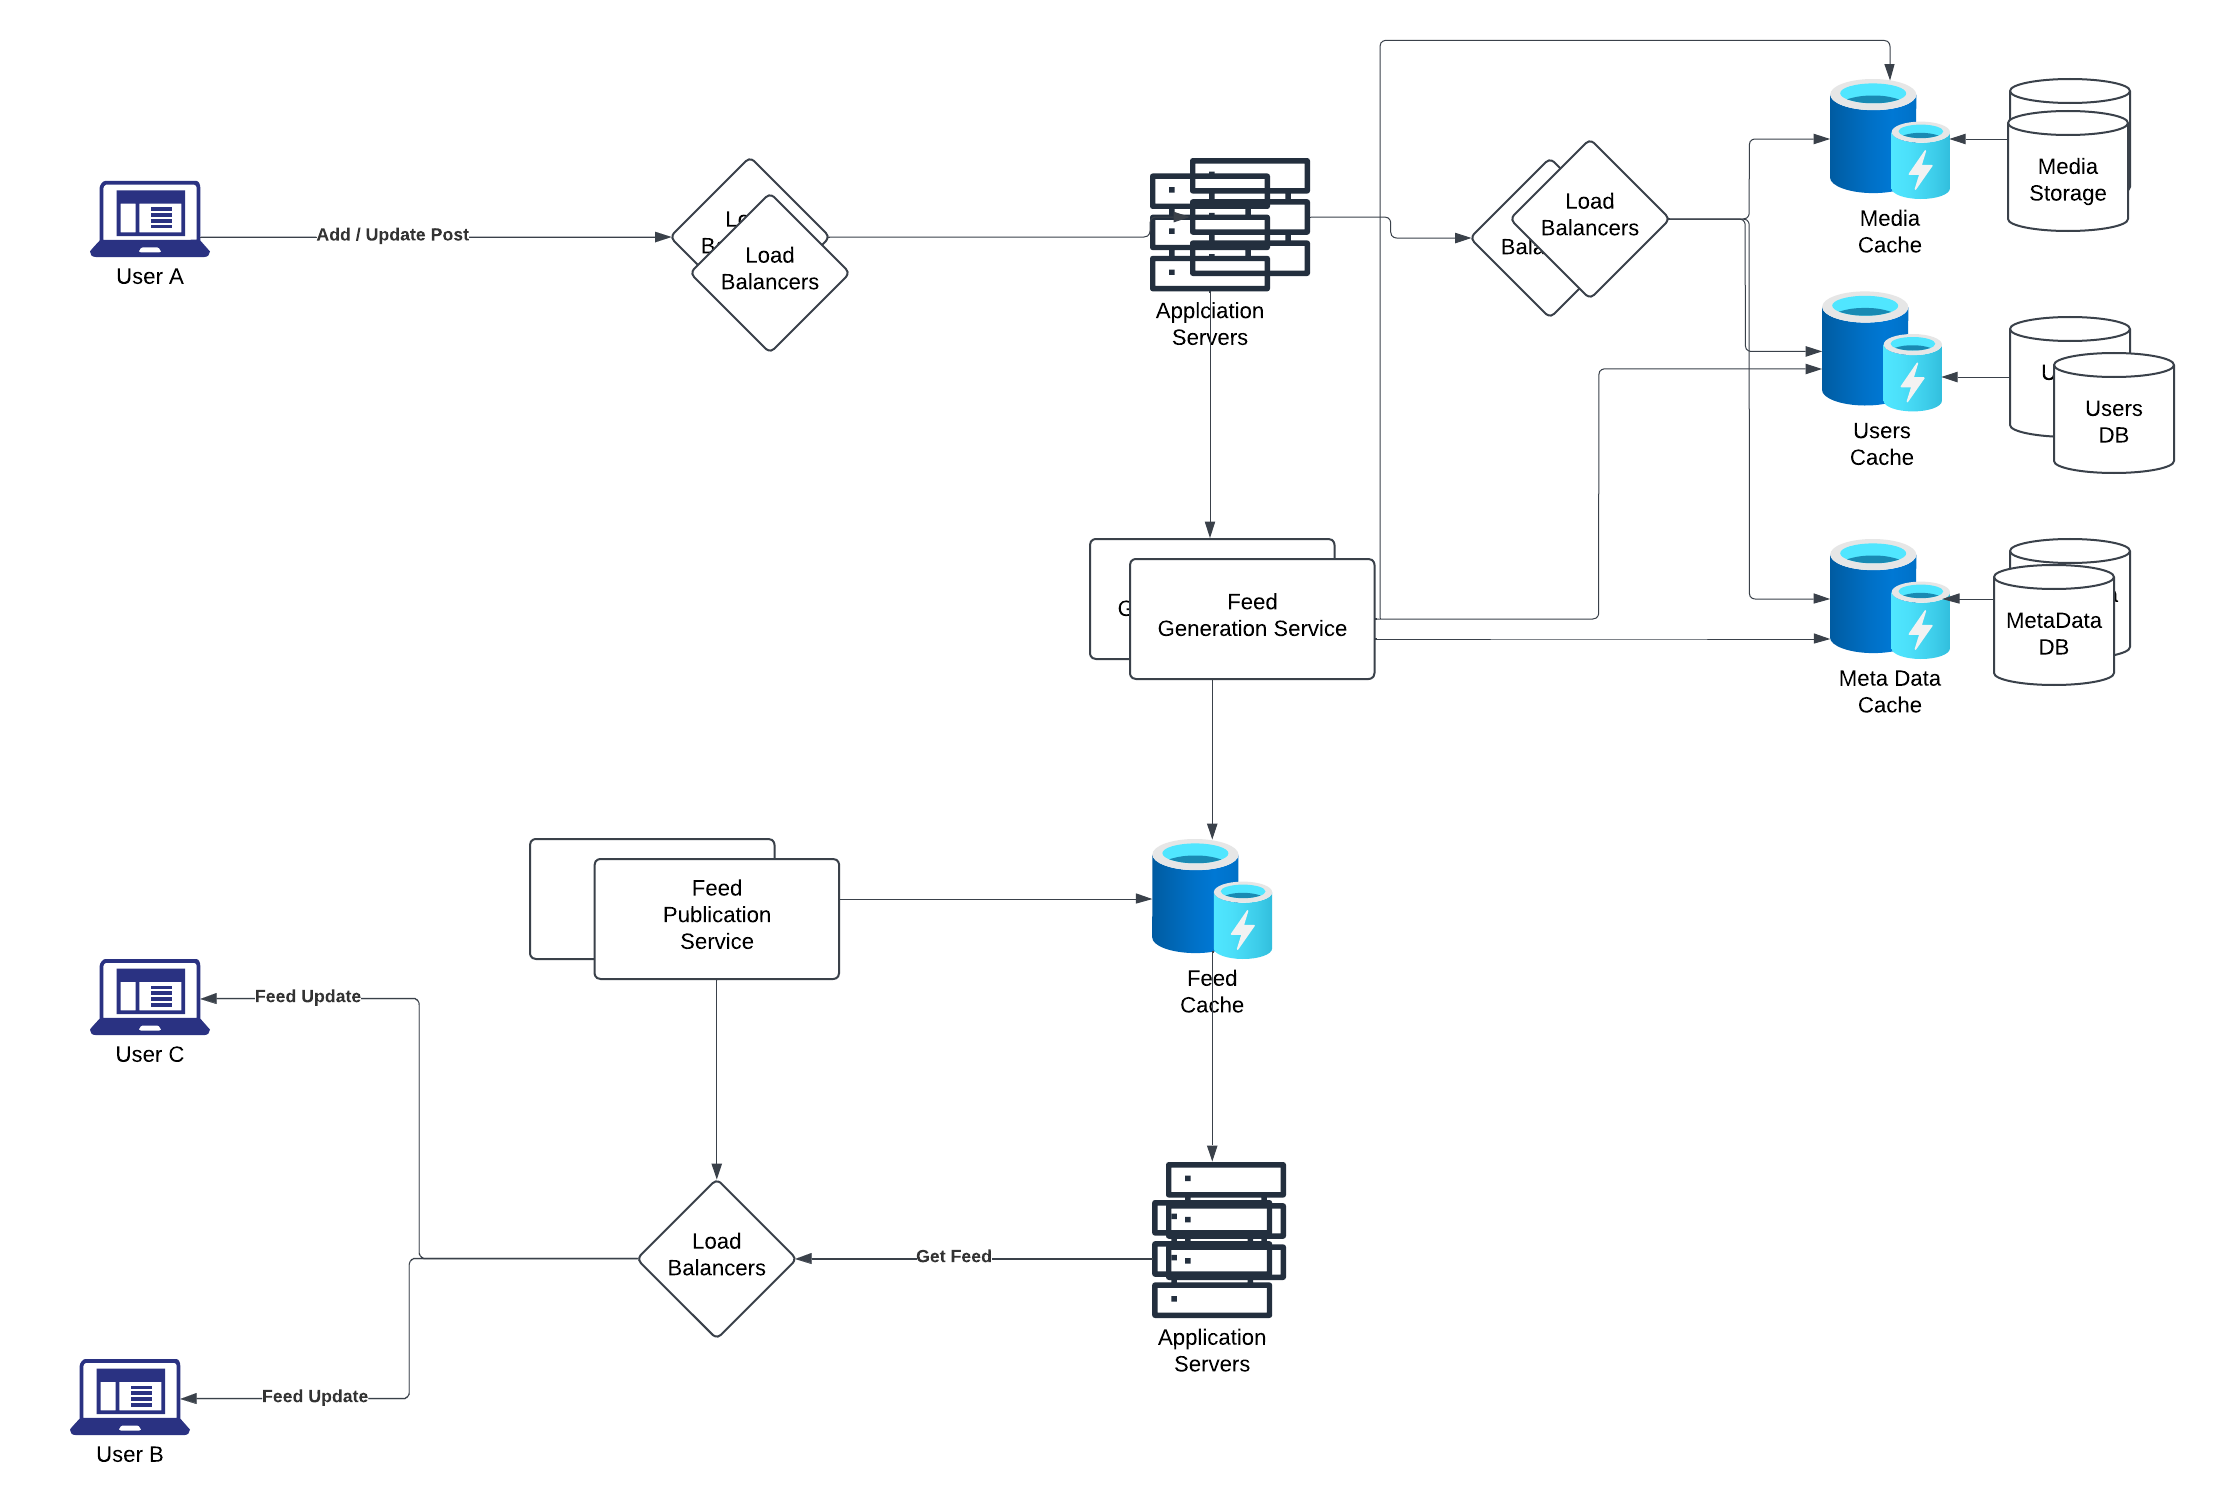 Add / Update Post
User A
Load
Balancers
Applciation
Servers
Load
Balancers
Media
Cache
Media
Storage
Users
Cache
Users
DB
Feed
Generation Service
Meta Data
Cache
MetaData
DB
Feed
Publication
Service
Feed
Cache
Feed Update
User C
Load
Balancers
Get Feed
Application
Servers
Feed Update
User B